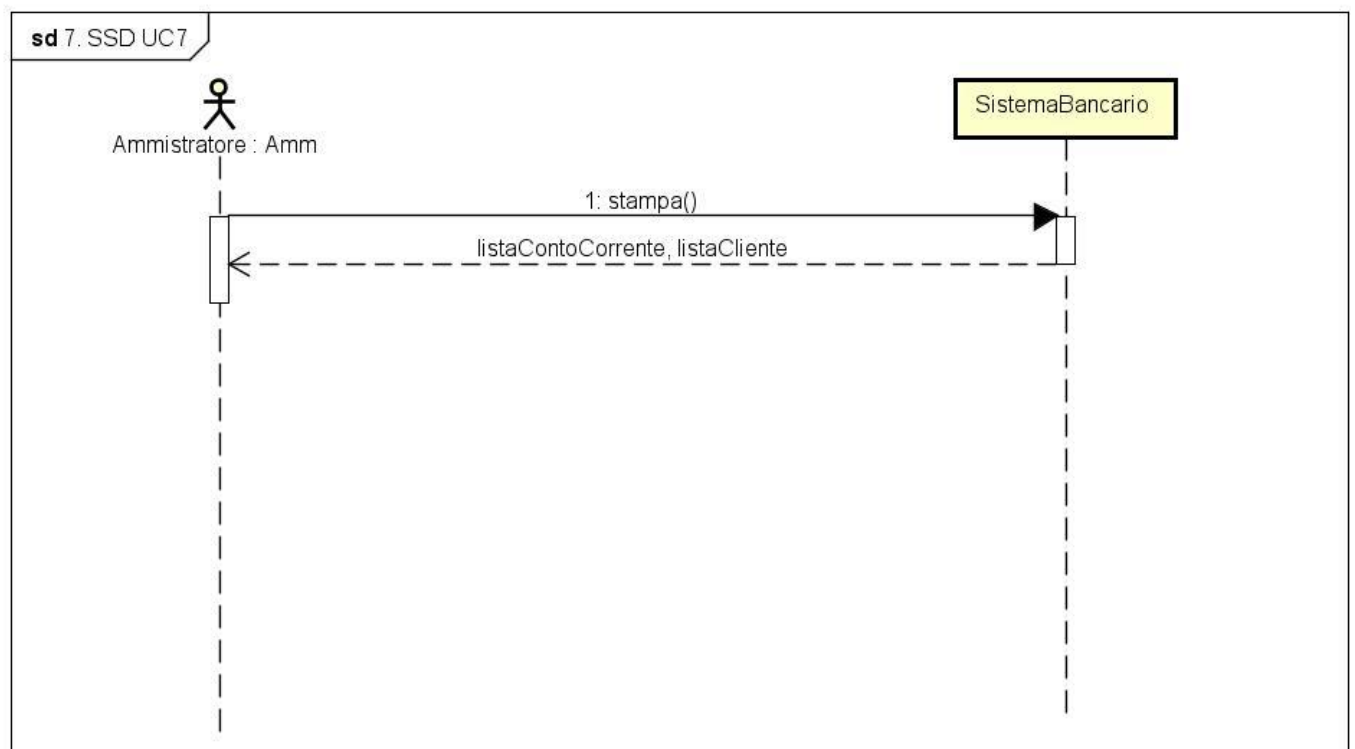 sd 7. SSD UC7
SistemaBancario
Ammistratore : Amm
1: stampa()
listaContoCorrente, listaCliente